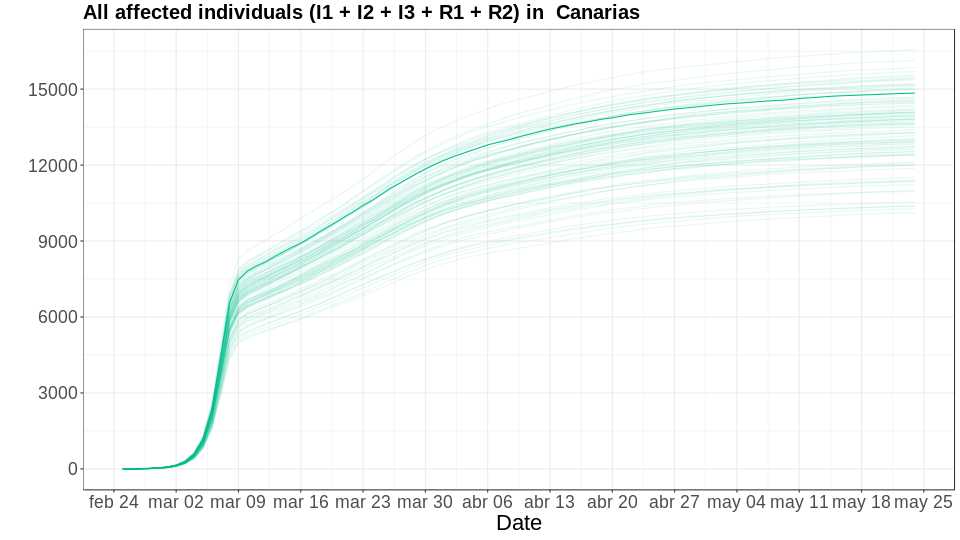 All affected individuals (I1 + I2 + I3 + R1 + R2) in  Canarias
15000
12000
9000
6000
3000
0
feb 24 mar 02 mar 09 mar 16 mar 23 mar 30 abr 06 abr 13 abr 20 abr 27 may 04 may 11 may 18 may 25
Date